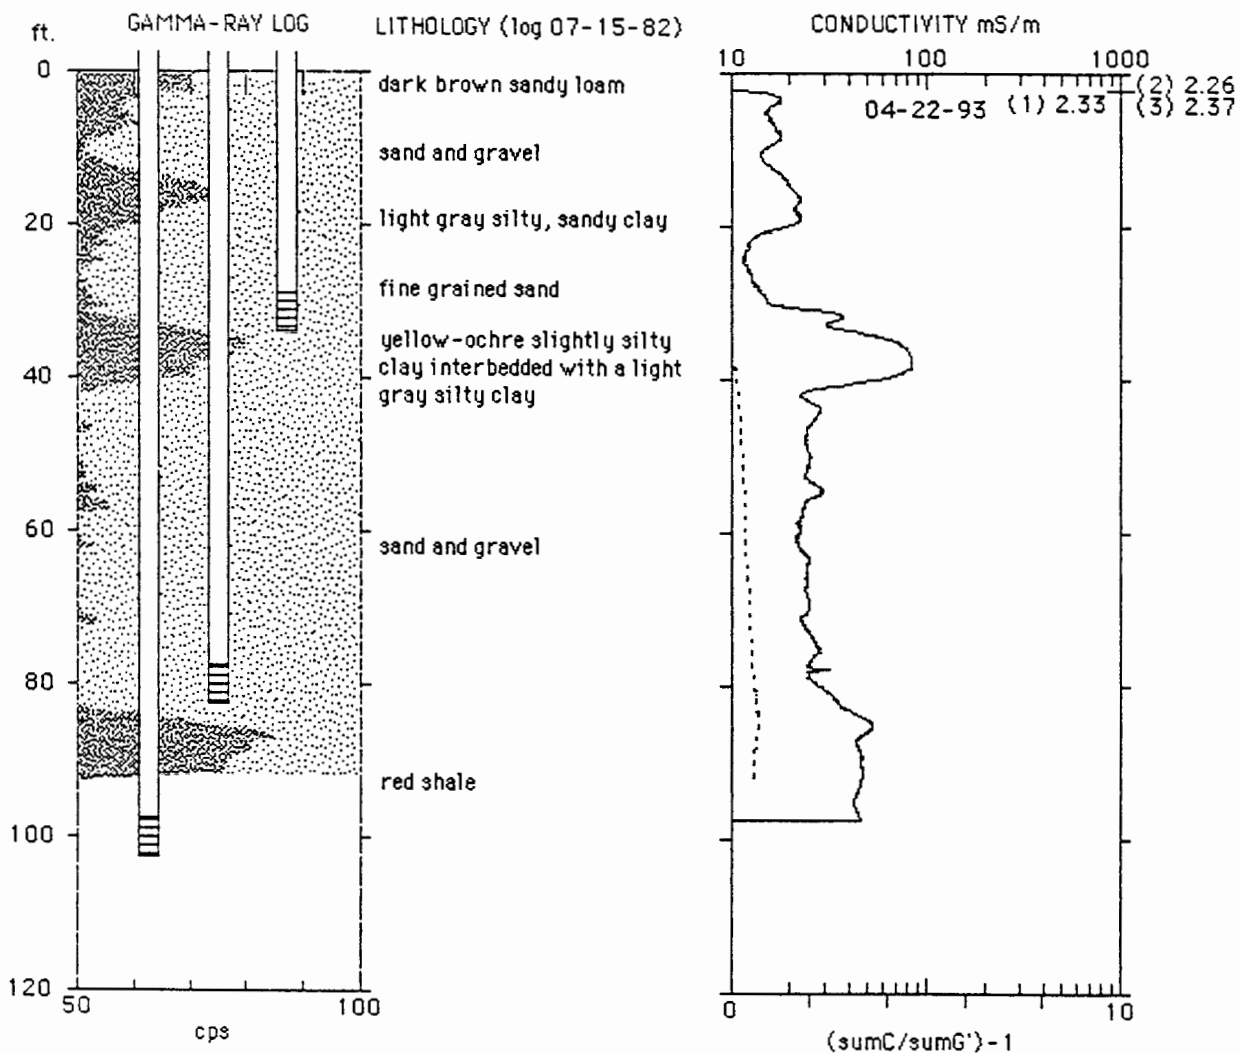 GAMMA-RAY LOG
LITHOLOGY (log 07-15-82)
CONDUCTIVITY mS/m
ft.
10 100 1000
0
20
40
60
80
100
120
dark brown sandy loam
sand and gravel
light gray silty, sandy clay
fine grained sand
yellow-ochre slightly silty
clay interbedded with a light
gray silty clay
sand and gravel
red shale
04-22-93 (1) 2.33
(2) 2.26
(3) 2.37
50 100
cps
0 10
(sumC/sumG')-1